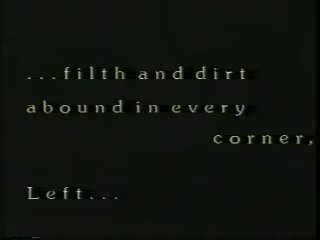 ...filth and dirt
abound in every
corner,
Left...